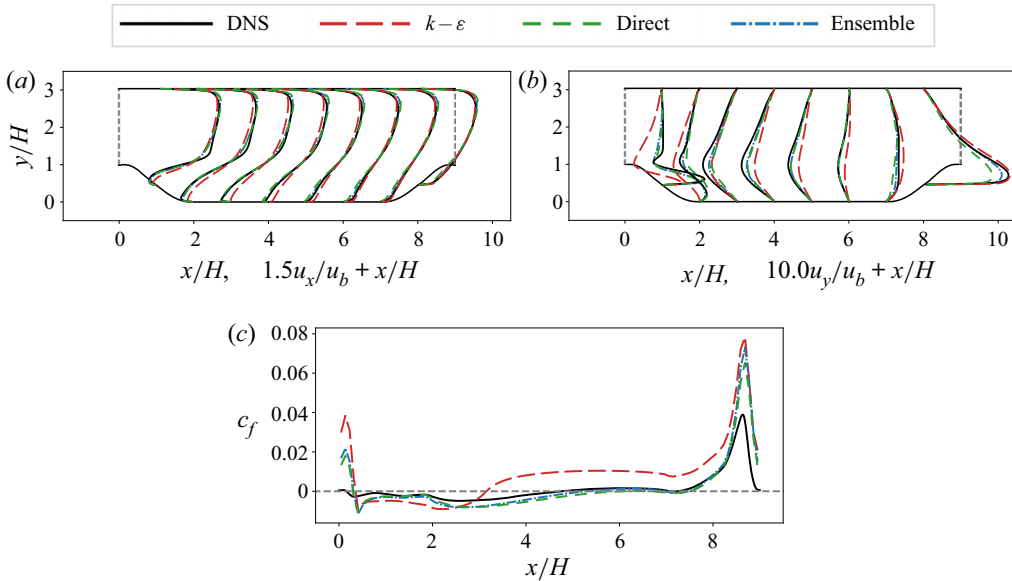 DNS k–ε Direct Ensemble
(a) (b)
3
2
1
0
y/H
0 2 4 6 8 10
x/H, 1.5u_x/u_b + x/H
3
2
1
0
0 2 4 6 8 10
x/H, 10.0u_y/u_b + x/H
(c)
0.08
0.06
0.04
0.02
0
c_f
0 2 4 6 8
x/H